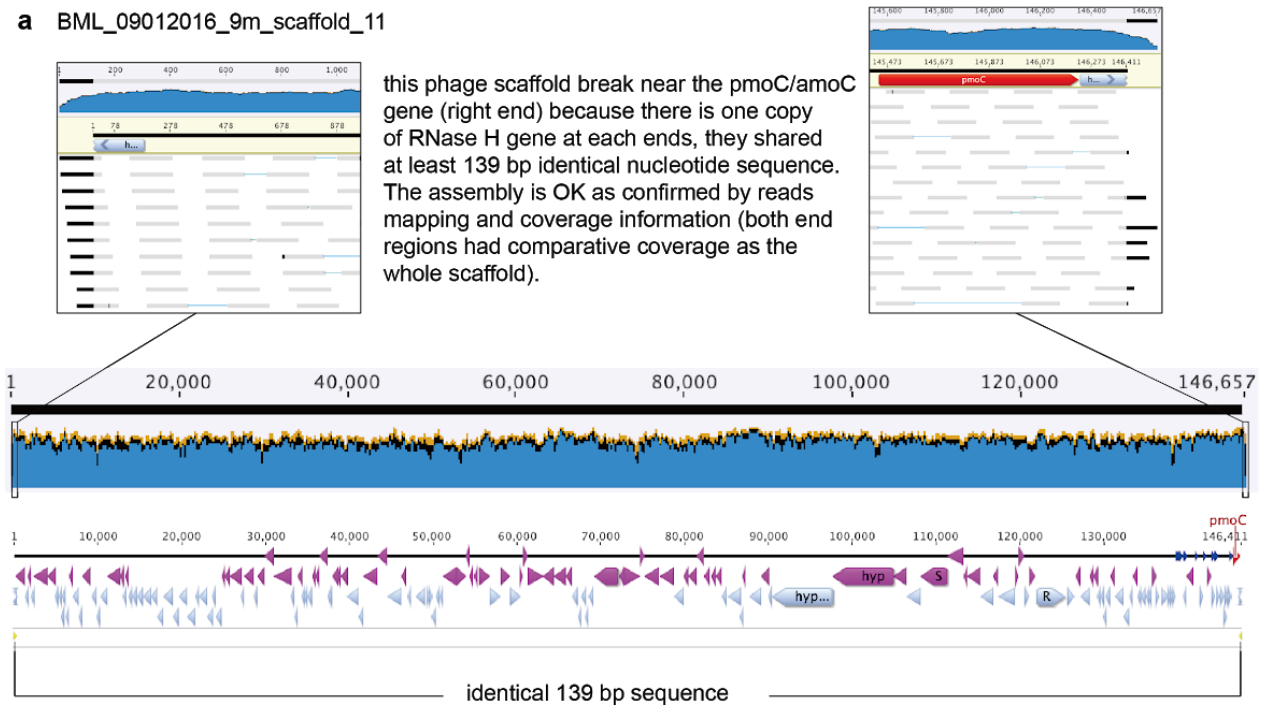 a BML_09012016_9m_scaffold_11
1 200 400 600 800 1,000
1 78 278 478 678 878
h...
this phage scaffold break near the pmoC/amoC
gene (right end) because there is one copy
of RNase H gene at each ends, they shared
at least 139 bp identical nucleotide sequence.
The assembly is OK as confirmed by reads
mapping and coverage information (both end
regions had comparative coverage as the
whole scaffold).
145,600 145,800 146,000 146,200 146,400 146,657
145,473 145,673 145,873 146,073 146,273 146,411
pmoC h...
1 20,000 40,000 60,000 80,000 100,000 120,000 146,657
pmoC
1 10,000 20,000 30,000 40,000 50,000 60,000 70,000 80,000 90,000 100,000 110,000 120,000 130,000 146,411
hyp S
hyp... R
identical 139 bp sequence